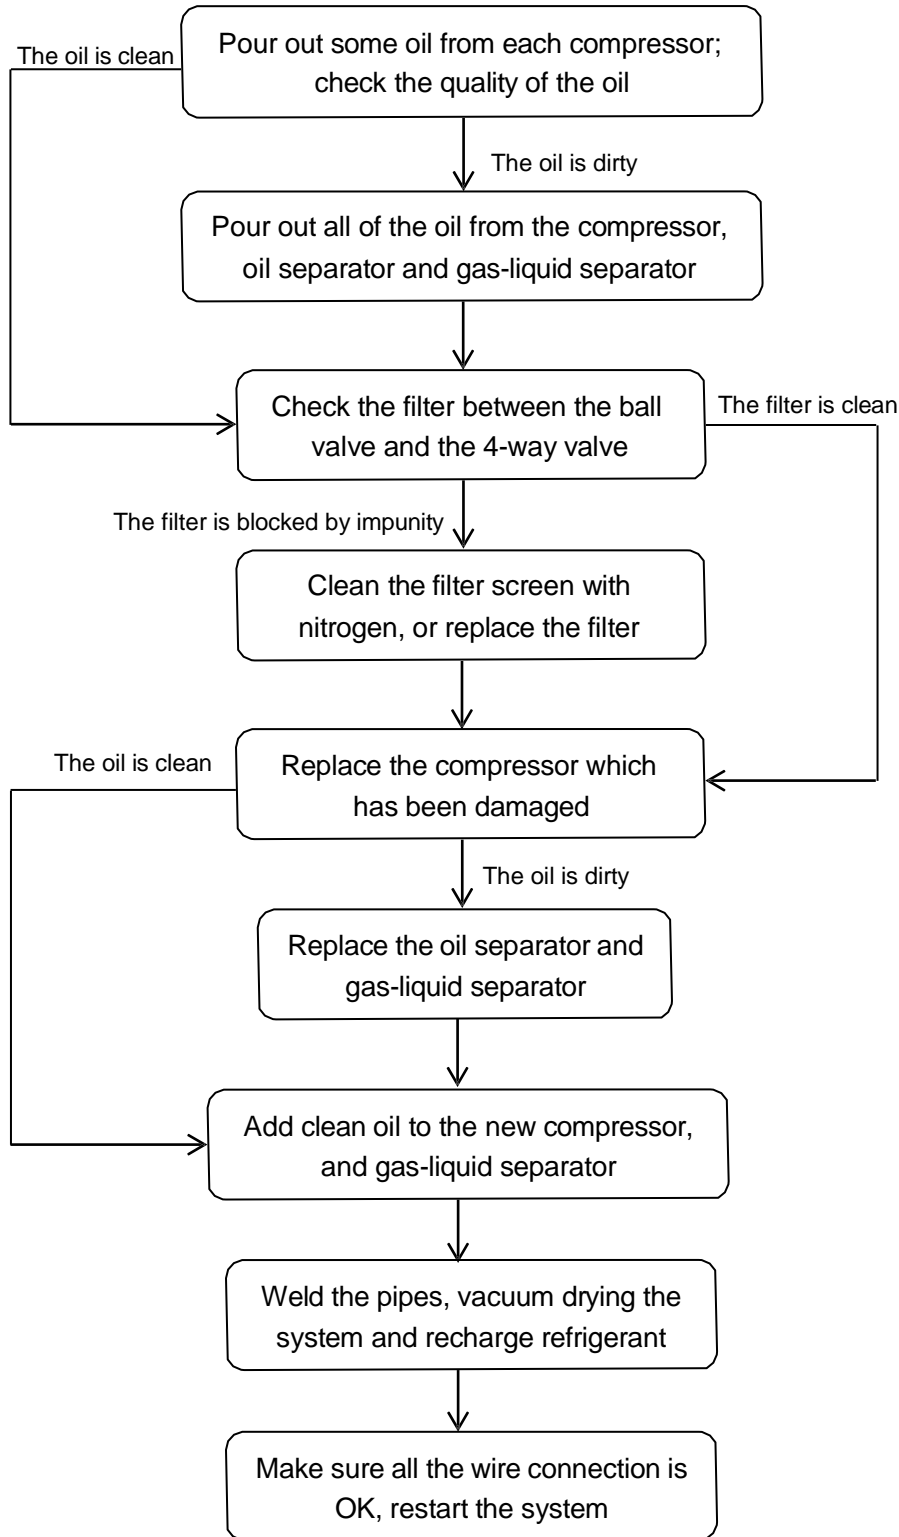 Pour out some oil from each compressor;
check the quality of the oil
The oil is clean
The oil is dirty
Pour out all of the oil from the compressor,
oil separator and gas-liquid separator
Check the filter between the ball
valve and the 4-way valve
The filter is clean
The filter is blocked by impunity
Clean the filter screen with
nitrogen, or replace the filter
Replace the compressor which
has been damaged
The oil is clean
The oil is dirty
Replace the oil separator and
gas-liquid separator
Add clean oil to the new compressor,
and gas-liquid separator
Weld the pipes, vacuum drying the
system and recharge refrigerant
Make sure all the wire connection is
OK, restart the system